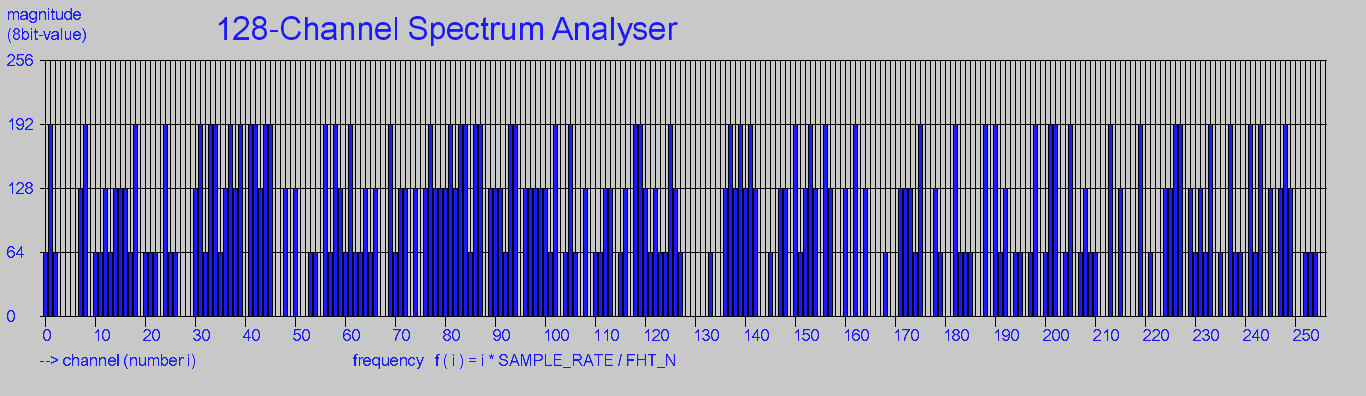 magnitude
(8bit-value)
128-Channel Spectrum Analyser
256
192
128
64
0
0 10 20 30 40 50 60 70 80 90 100 110 120 130 140 150 160 170 180 190 200 210 220 230 240 250
--> channel (number i) frequency f ( i ) = i * SAMPLE_RATE / FHT_N